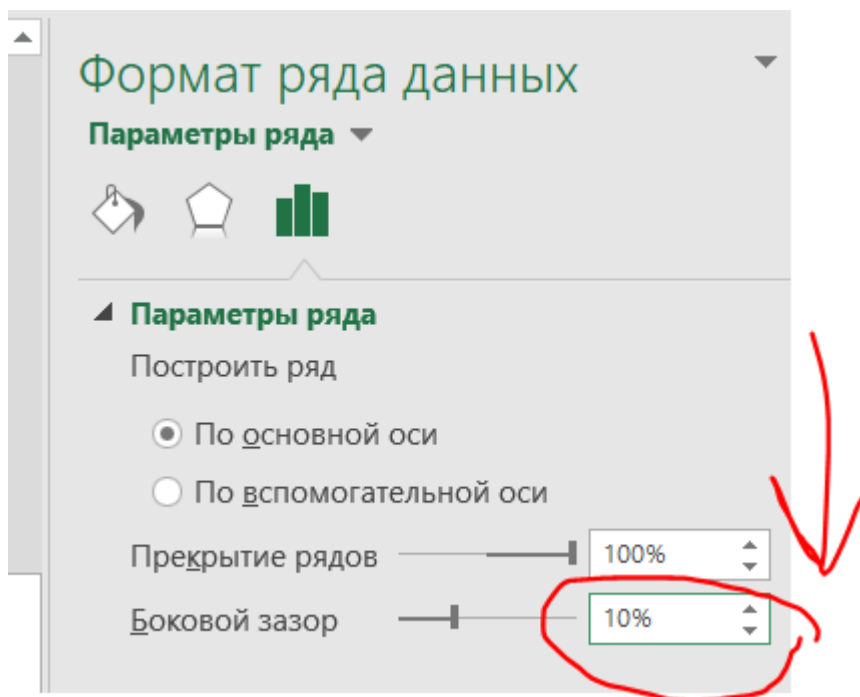 Формат ряда данных
Параметры ряда
Параметры ряда
Построить ряд
По основной оси
По вспомогательной оси
Прекрытие рядов 100%
Боковой зазор 10%